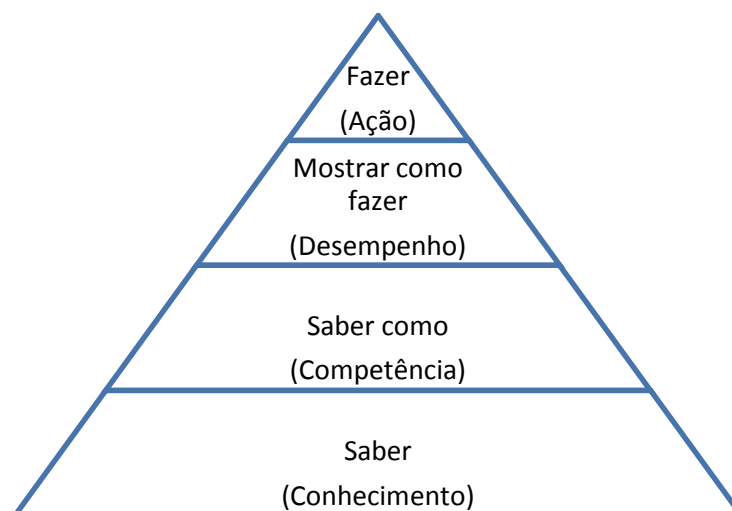 Fazer
(Ação)
Mostrar como
fazer
(Desempenho)
Saber como
(Competência)
Saber
(Conhecimento)